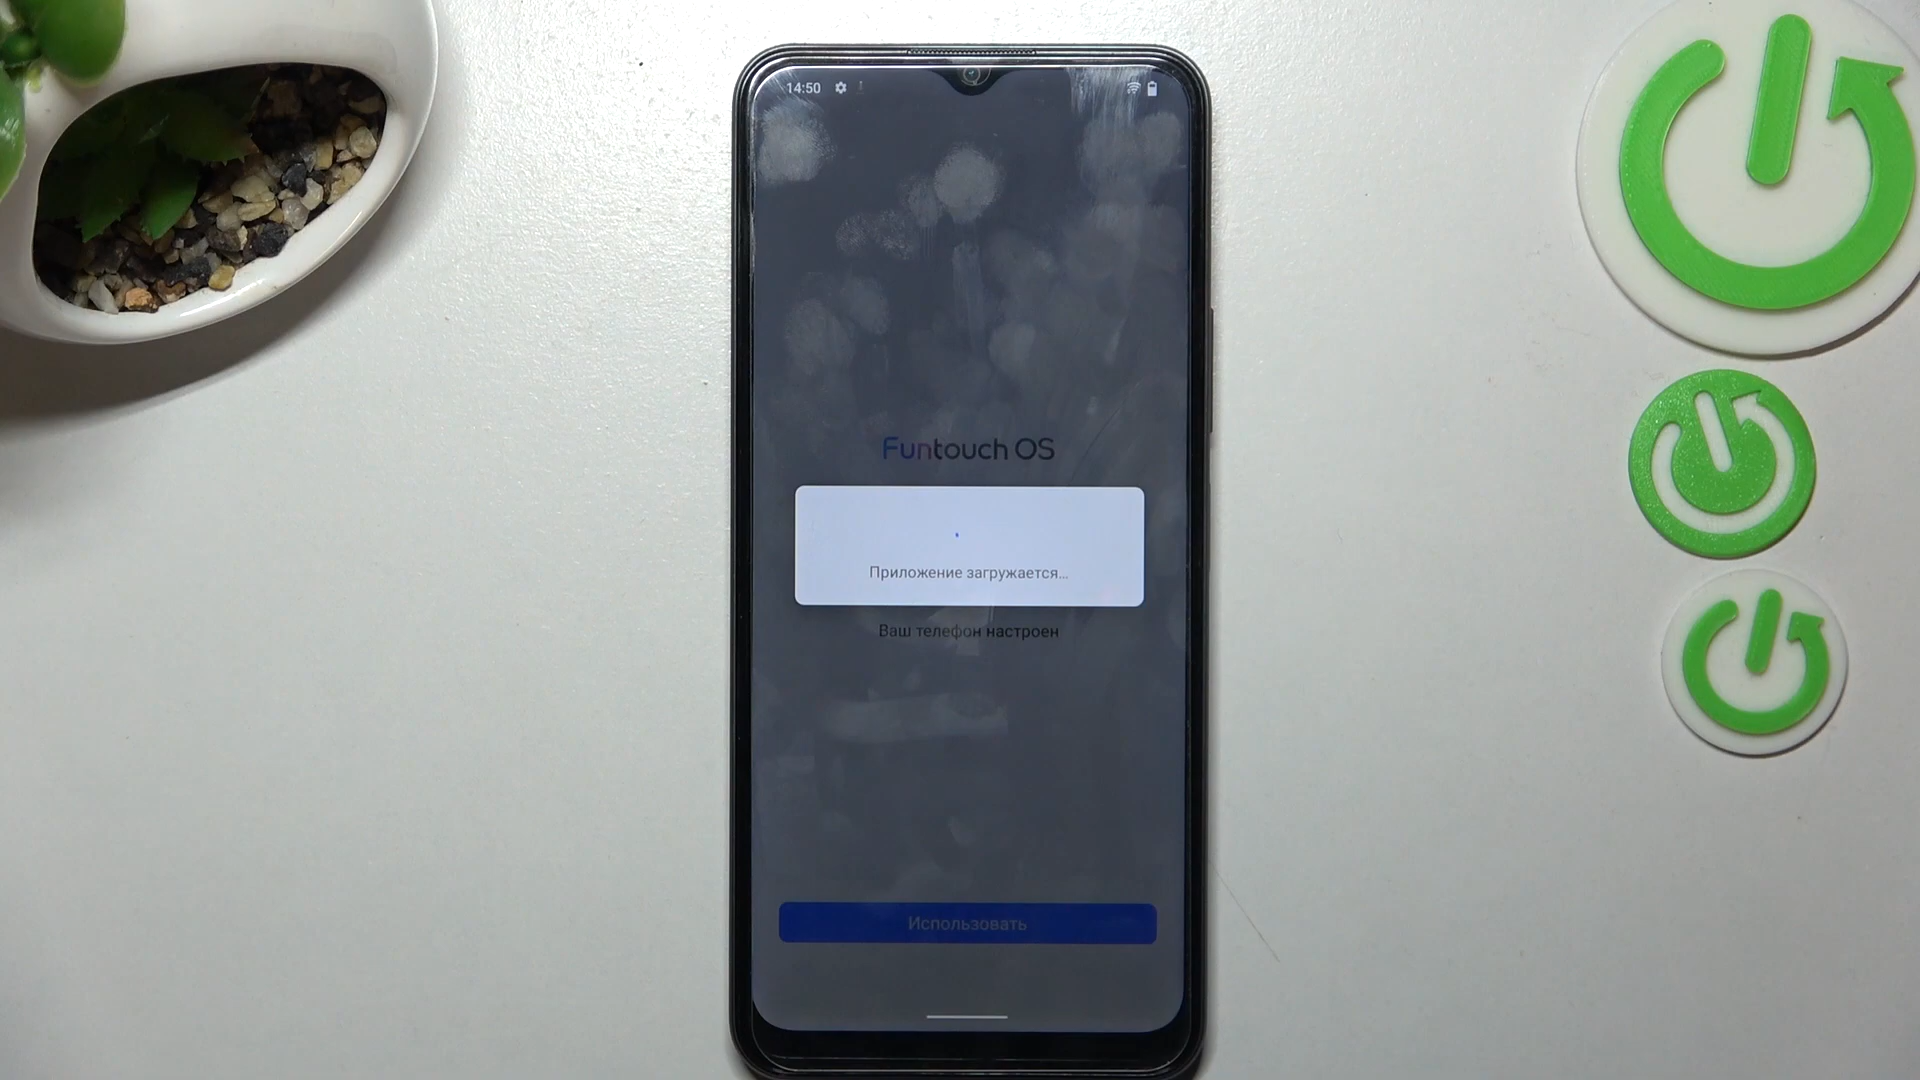 14:50
Funtouch OS
Приложение загружается...
Ваш телефон настроен
Использовать